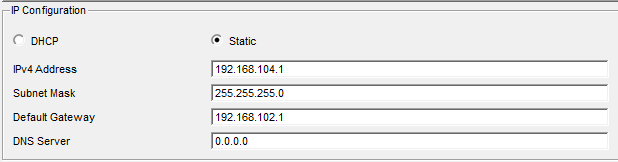 IP Configuration
DHCP Static
IPv4 Address 192.168.104.1
Subnet Mask 255.255.255.0
Default Gateway 192.168.102.1
DNS Server 0.0.0.0